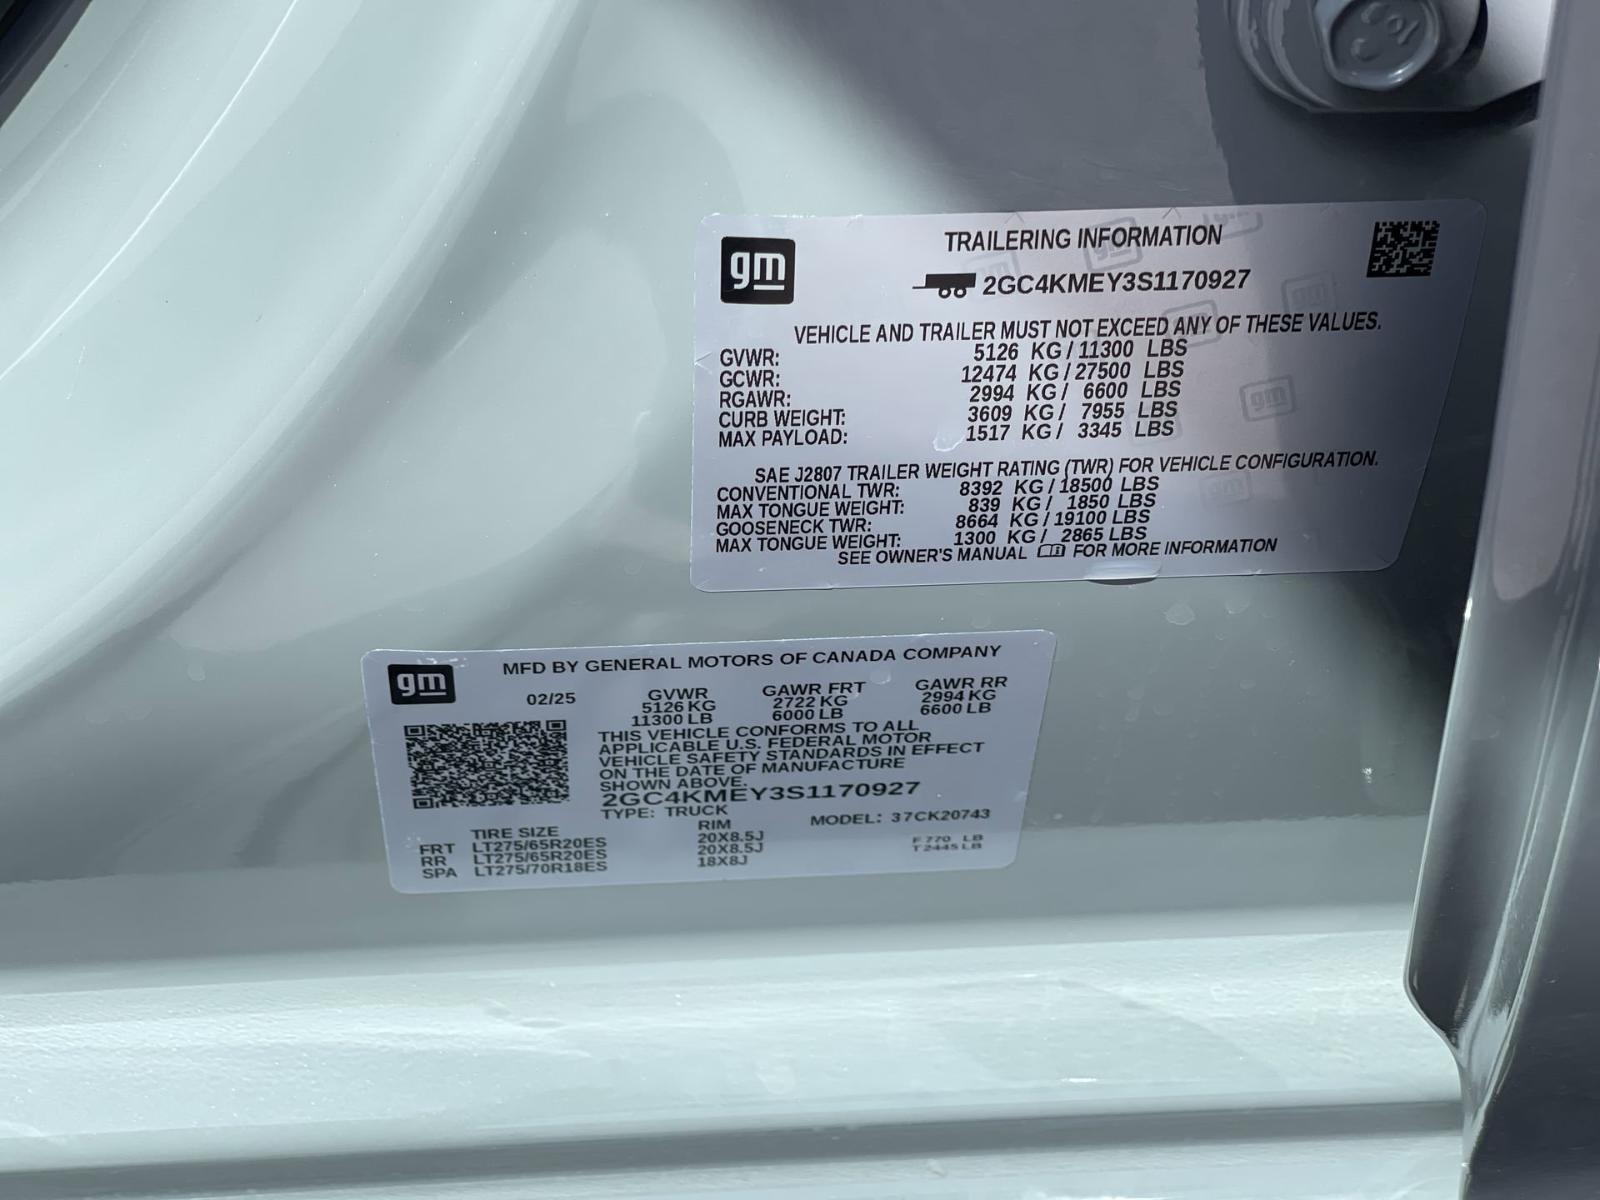 gm
TRAILERING INFORMATION
2GC4KMEY3S1170927
VEHICLE AND TRAILER MUST NOT EXCEED ANY OF THESE VALUES.
GVWR: 5126 KG / 11300 LBS
GCWR: 12474 KG / 27500 LBS
RGAWR: 2994 KG / 6600 LBS
CURB WEIGHT: 3609 KG / 7955 LBS
MAX PAYLOAD: 1517 KG / 3345 LBS
SAE J2807 TRAILER WEIGHT RATING (TWR) FOR VEHICLE CONFIGURATION.
CONVENTIONAL TWR: 8392 KG / 18500 LBS
MAX TONGUE WEIGHT: 839 KG / 1850 LBS
GOOSENECK TWR: 8664 KG / 19100 LBS
MAX TONGUE WEIGHT: 1300 KG / 2865 LBS
SEE OWNER'S MANUAL FOR MORE INFORMATION
gm
MFD BY GENERAL MOTORS OF CANADA COMPANY
02/25 GVWR GAWR FRT GAWR RR
5126 KG 2722 KG 2994 KG
11300 LB 6000 LB 6600 LB
THIS VEHICLE CONFORMS TO ALL
APPLICABLE U.S. FEDERAL MOTOR
VEHICLE SAFETY STANDARDS IN EFFECT
ON THE DATE OF MANUFACTURE
SHOWN ABOVE.
2GC4KMEY3S1170927
TYPE: TRUCK MODEL: 37CK20743
TIRE SIZE RIM
FRT LT275/65R20ES 20X8.5J F 770 LB
RR LT275/65R20ES 20X8.5J T 2445 LB
SPA LT275/70R18ES 18X8J